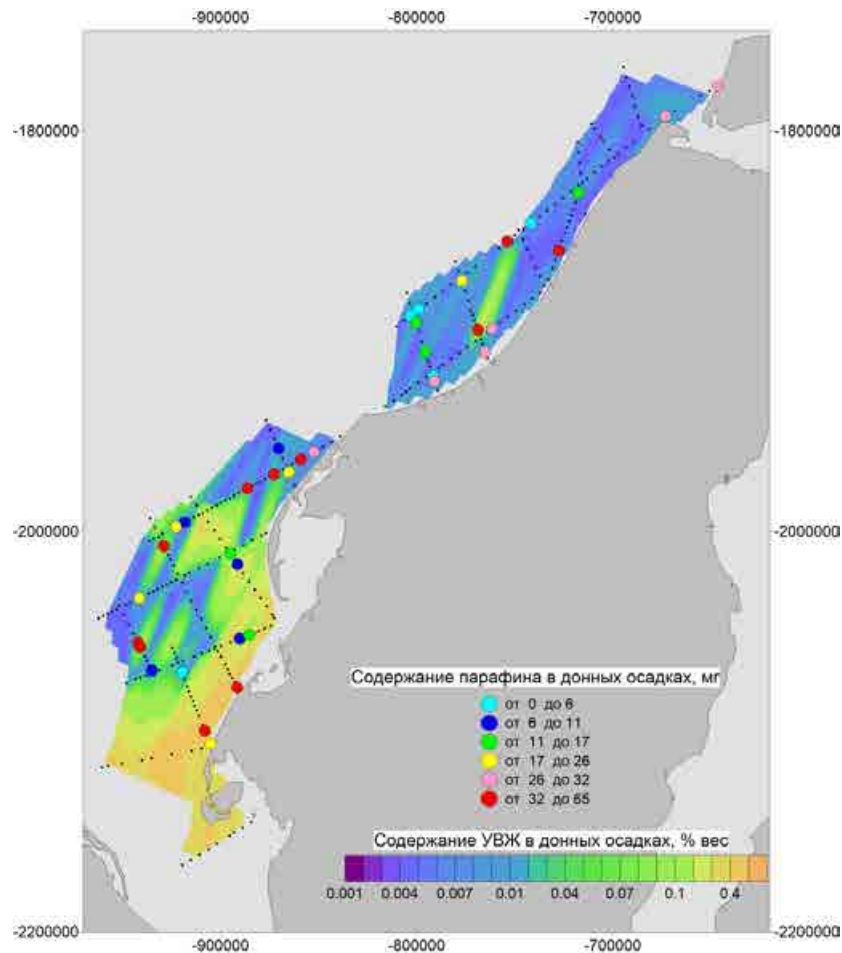 -900000 -800000 -700000
-1800000 -1800000
-2000000 -2000000
Содержание парафина в донных осадках, мг
от 0 до 6
от 6 до 11
от 11 до 17
от 17 до 26
от 26 до 32
от 32 до 65
Содержание УВЖ в донных осадках, % вес
0.001 0.004 0.007 0.01 0.04 0.07 0.1 0.4
-2200000 -2200000
-900000 -800000 -700000